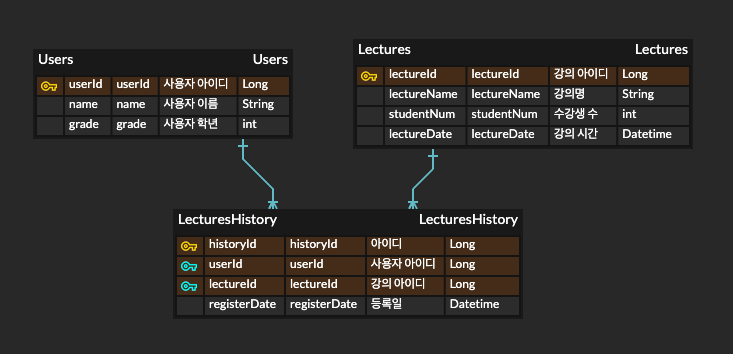 Users Users
userId userId 사용자 아이디 Long
name name 사용자 이름 String
grade grade 사용자 학년 int
Lectures Lectures
lectureId lectureId 강의 아이디 Long
lectureName lectureName 강의명 String
studentNum studentNum 수강생 수 int
lectureDate lectureDate 강의 시간 Datetime
LecturesHistory LecturesHistory
historyId historyId 아이디 Long
userId userId 사용자 아이디 Long
lectureId lectureId 강의 아이디 Long
registerDate registerDate 등록일 Datetime